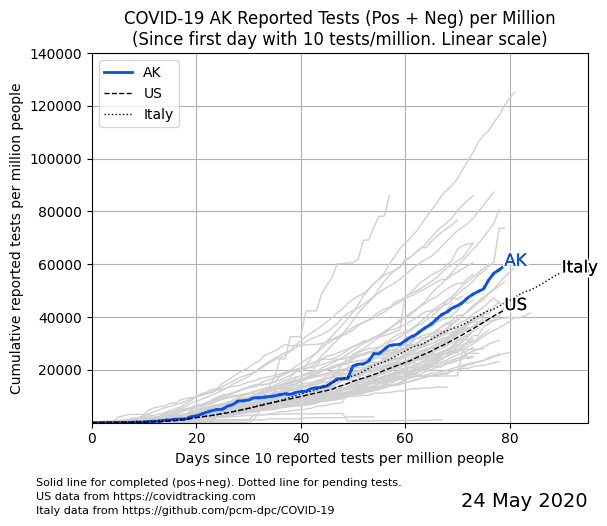 COVID-19 AK Reported Tests (Pos + Neg) per Million
(Since first day with 10 tests/million. Linear scale)
Cumulative reported tests per million people
140000
120000
100000
80000
60000
40000
20000
AK
US
Italy
AK
Italy
US
0
20
40
60
80
Days since 10 reported tests per million people
Solid line for completed (pos+neg). Dotted line for pending tests.
US data from https://covidtracking.com
Italy data from https://github.com/pcm-dpc/COVID-19
24 May 2020